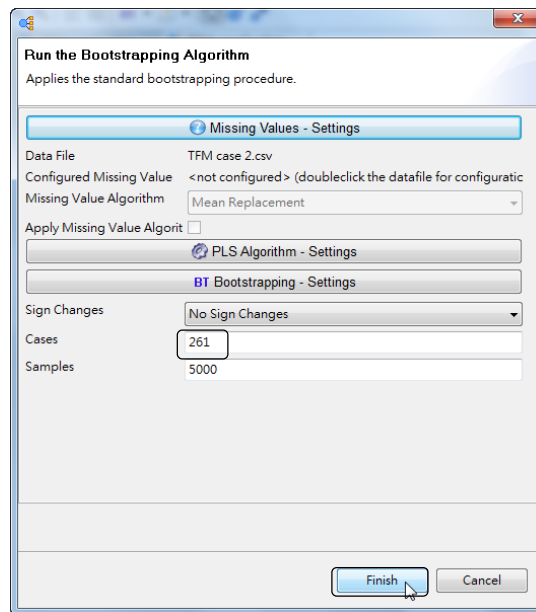 Run the Bootstrapping Algorithm
Applies the standard bootstrapping procedure.
Missing Values - Settings
Data File TFM case 2.csv
Configured Missing Value <not configured> (doubleclick the datafile for configuratic
Missing Value Algorithm Mean Replacement
Apply Missing Value Algorit
PLS Algorithm - Settings
BT Bootstrapping - Settings
Sign Changes No Sign Changes
Cases 261
Samples 5000
Finish Cancel